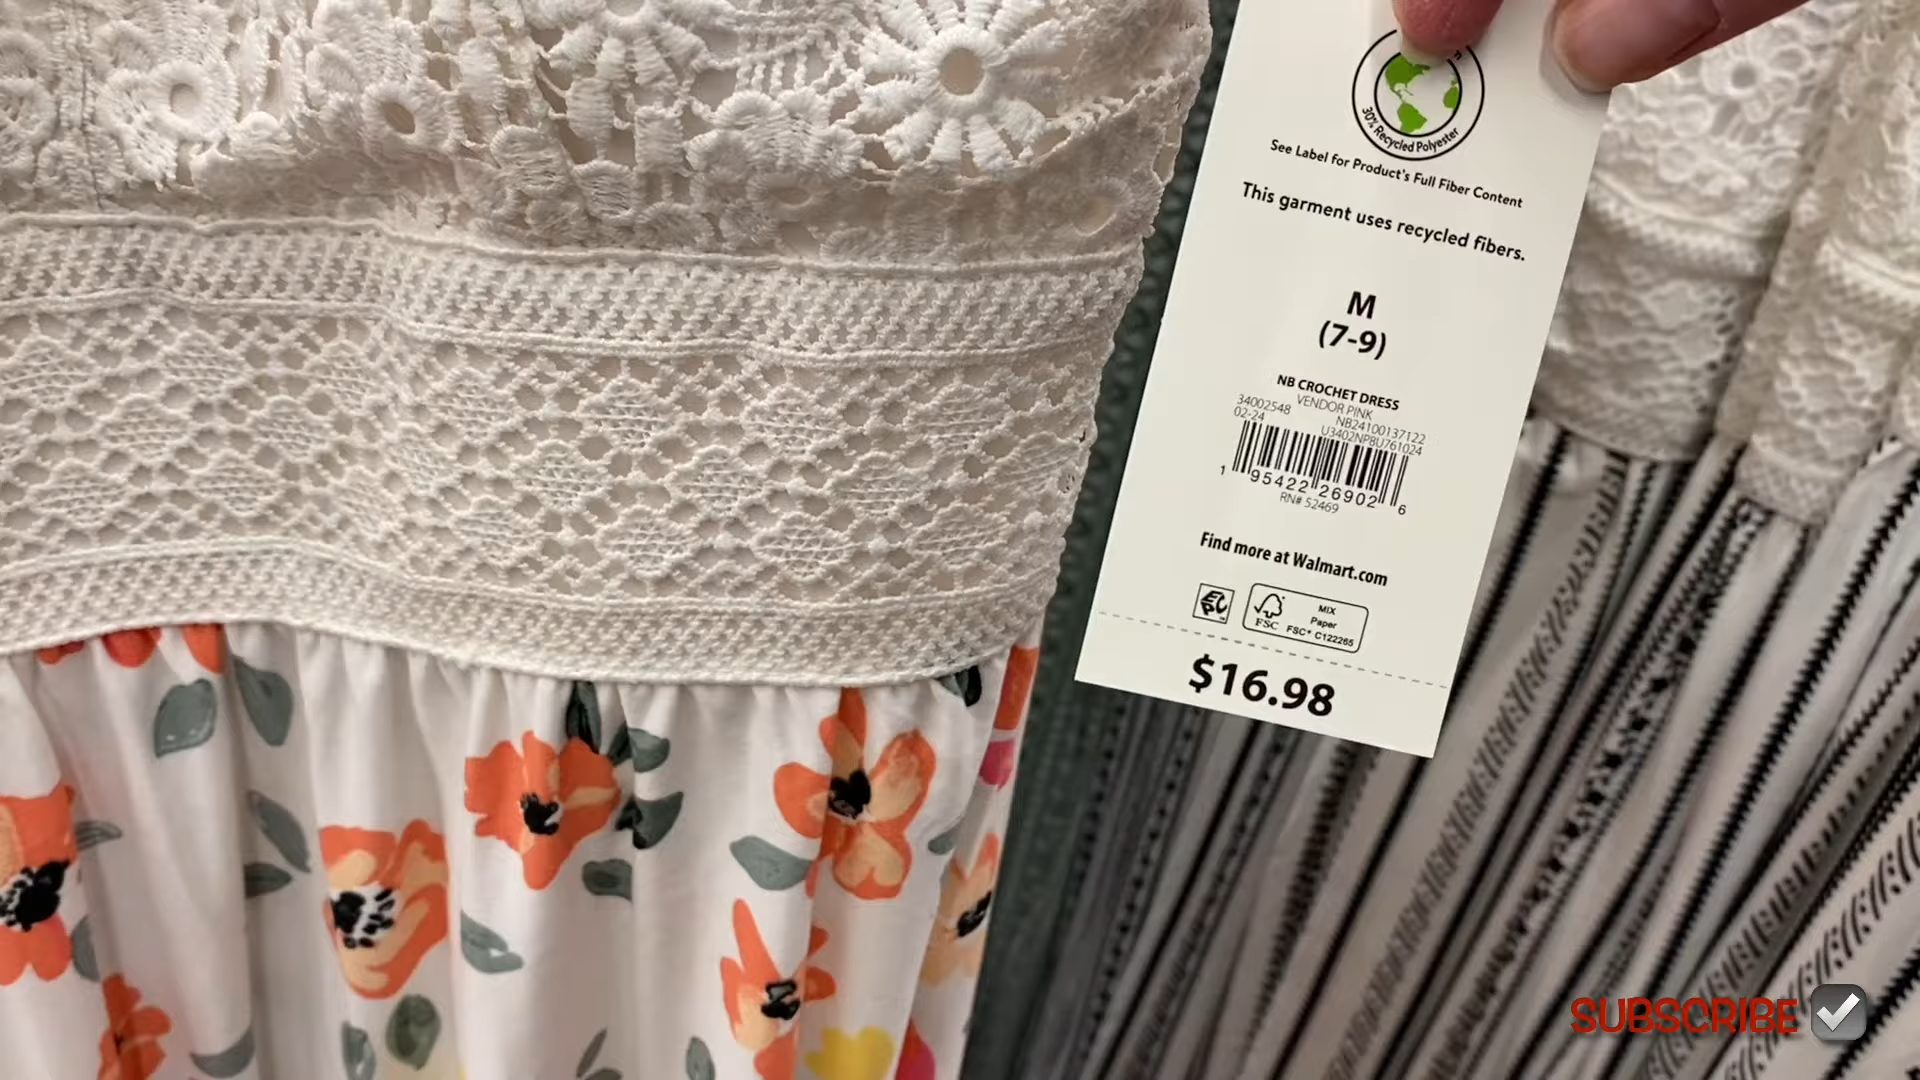 30% Recycled Polyester
See Label for Product's Full Fiber Content
This garment uses recycled fibers.
M
(7-9)
NB CROCHET DRESS
VENDOR PINK
34002548
NB24100137122
02-24
U3402NP8U761024
1 95422 26902 6
RN# 52469
Find more at Walmart.com
EPC
FSC
MIX
Paper
FSC® C122265
$16.98
SUBSCRIBE